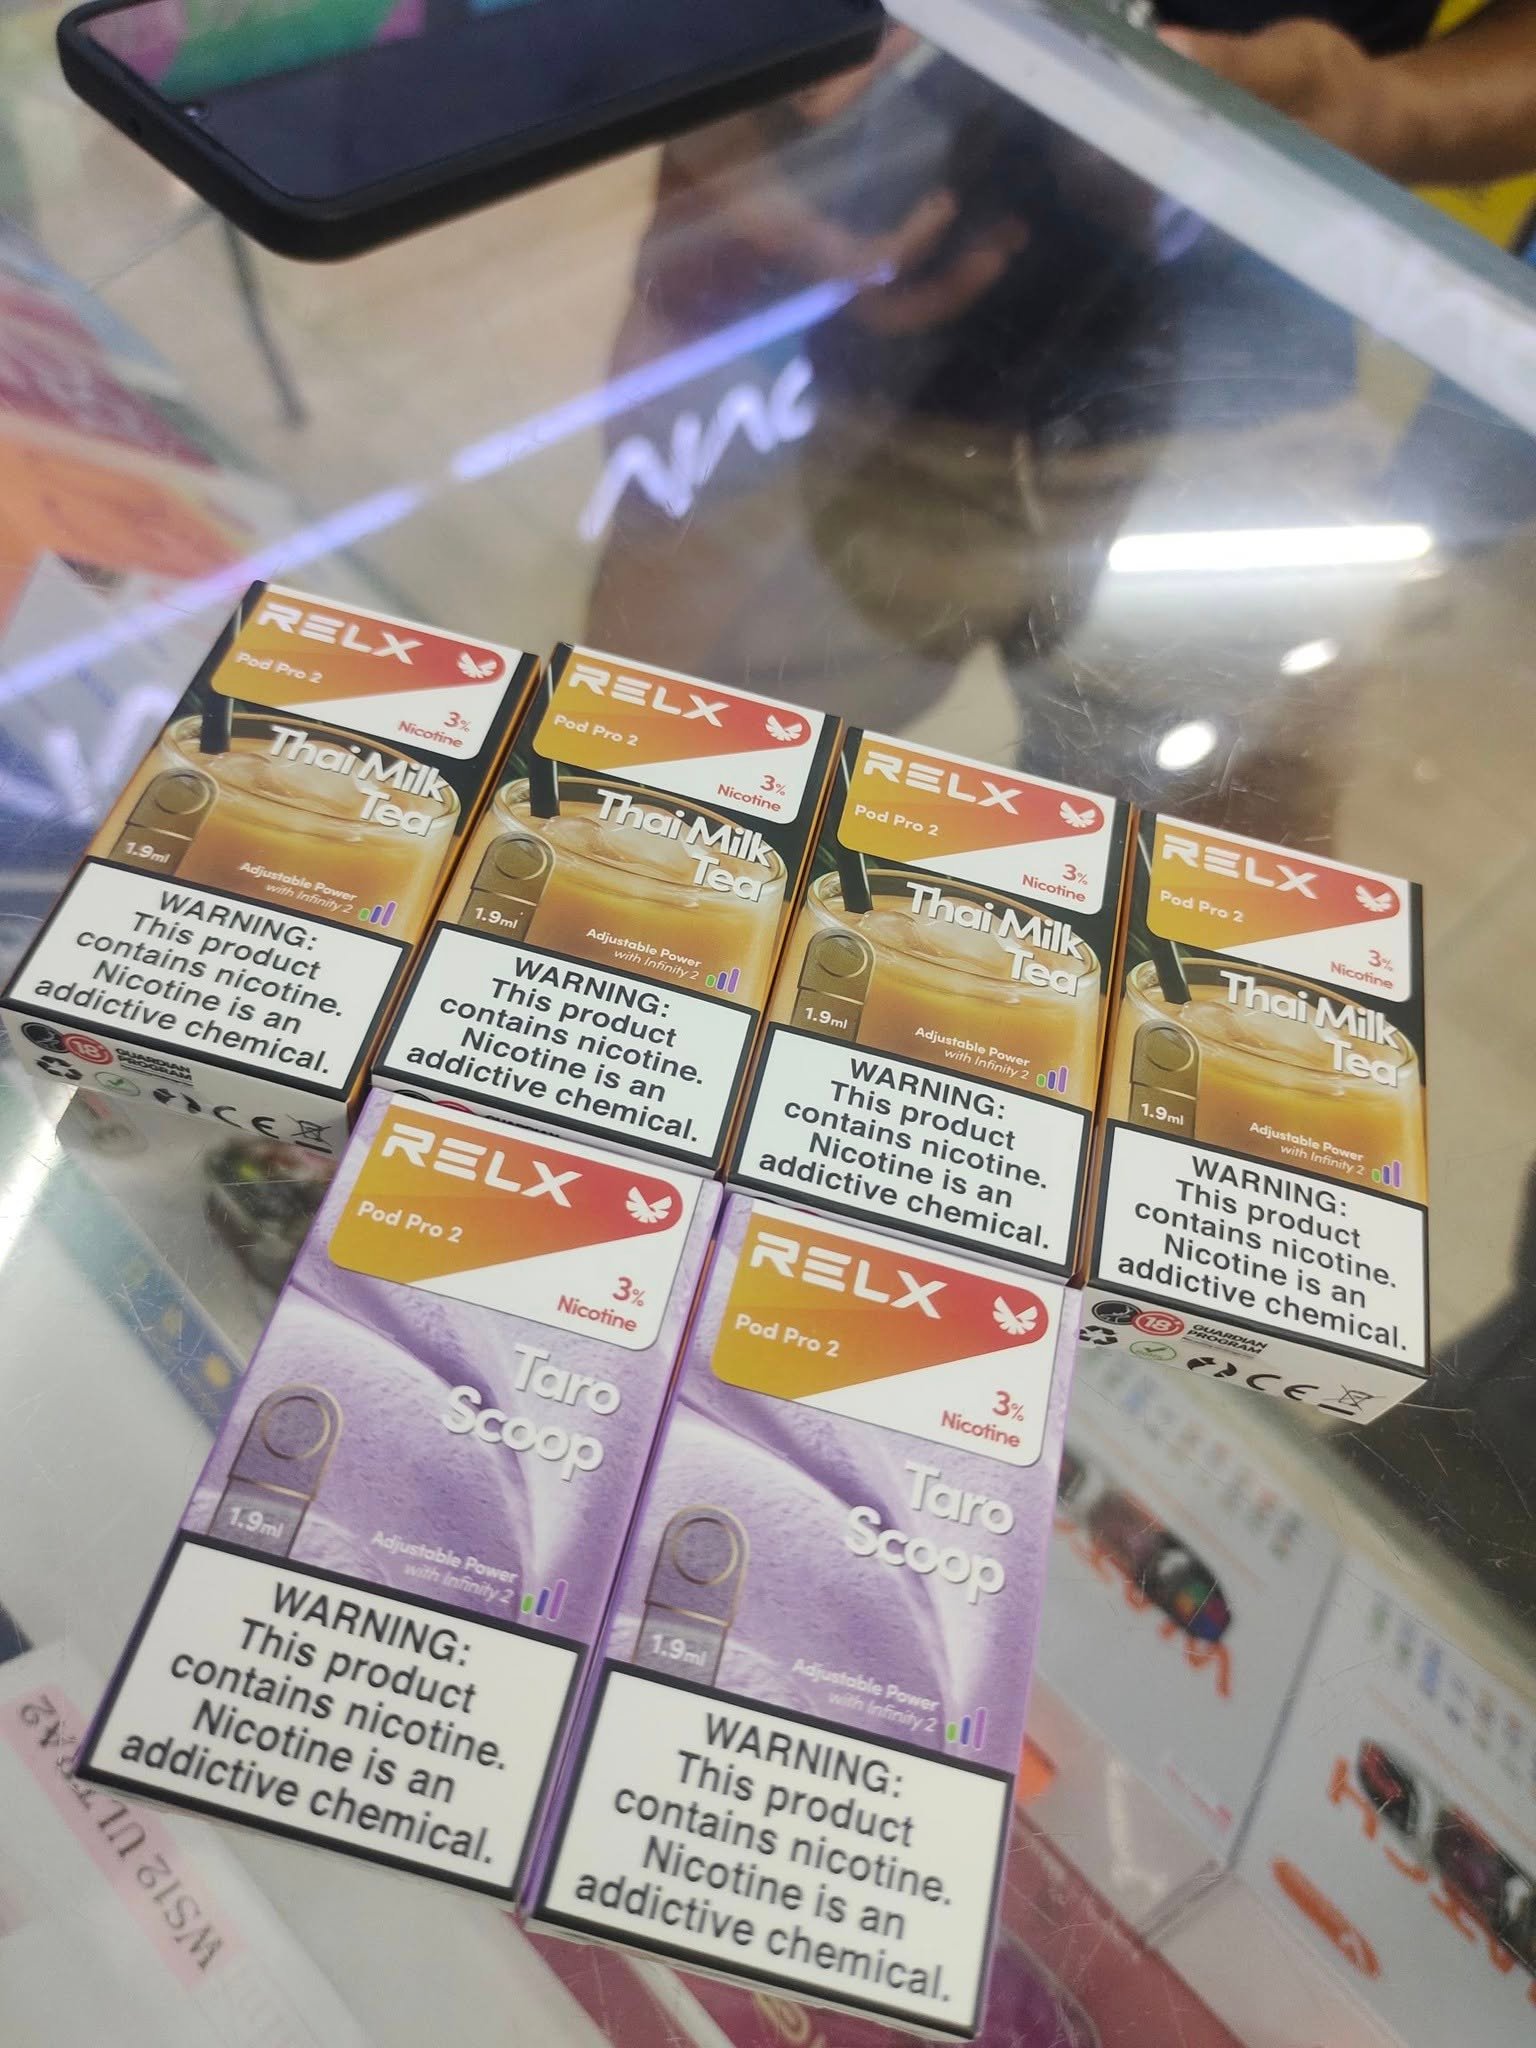 RELX
Pod Pro 2
3%
Nicotine
Thai Milk
Tea
1.9ml
Adjustable Power
with Infinity 2
WARNING:
This product
contains nicotine.
Nicotine is an
addictive chemical.
18+
GUARDIAN
PROGRAM
CE
RELX
Pod Pro 2
3%
Nicotine
Thai Milk
Tea
1.9ml
Adjustable Power
with Infinity 2
WARNING:
This product
contains nicotine.
Nicotine is an
addictive chemical.
RELX
Pod Pro 2
3%
Nicotine
Thai Milk
Tea
1.9ml
Adjustable Power
with Infinity 2
WARNING:
This product
contains nicotine.
Nicotine is an
addictive chemical.
RELX
Pod Pro 2
3%
Nicotine
Thai Milk
Tea
1.9ml
Adjustable Power
with Infinity 2
WARNING:
This product
contains nicotine.
Nicotine is an
addictive chemical.
18+
GUARDIAN
PROGRAM
CE
RELX
Pod Pro 2
3%
Nicotine
Taro
Scoop
1.9ml
Adjustable Power
with Infinity 2
WARNING:
This product
contains nicotine.
Nicotine is an
addictive chemical.
RELX
Pod Pro 2
3%
Nicotine
Taro
Scoop
1.9ml
Adjustable Power
with Infinity 2
WARNING:
This product
contains nicotine.
Nicotine is an
addictive chemical.
WS12 ULTRA2